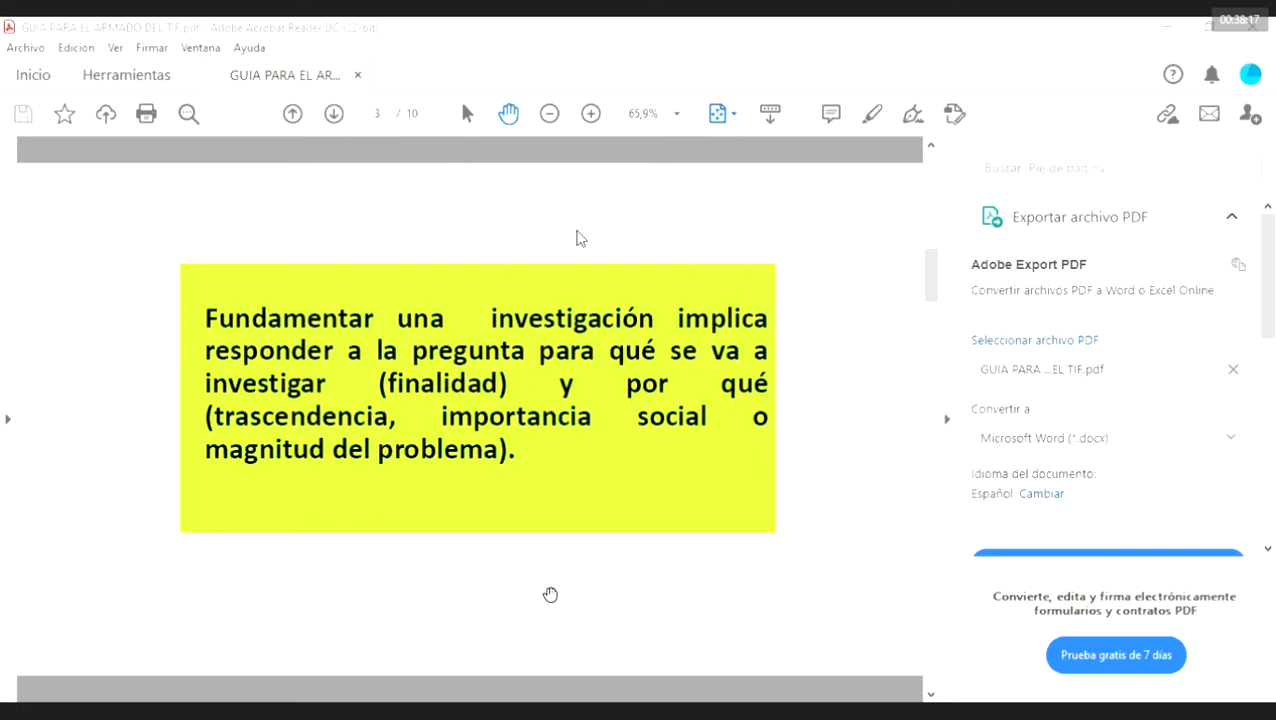 00:38:17
GUIA PARA EL ARMADO DEL TIF.pdf - Adobe Acrobat Reader DC (32-bit)
Archivo Edición Ver Firmar Ventana Ayuda
Inicio Herramientas GUIA PARA EL AR... ×
3 / 10 65,9%
Buscar: Pie de página
Exportar archivo PDF
Adobe Export PDF
Convertir archivos PDF a Word o Excel Online
Seleccionar archivo PDF
GUIA PARA ...EL TIF.pdf
Convertir a
Microsoft Word (*.docx)
Idioma del documento:
Español Cambiar
Convierte, edita y firma electrónicamente
formularios y contratos PDF
Prueba gratis de 7 días
Fundamentar una investigación implica
responder a la pregunta para qué se va a
investigar (finalidad) y por qué
(trascendencia, importancia social o
magnitud del problema).